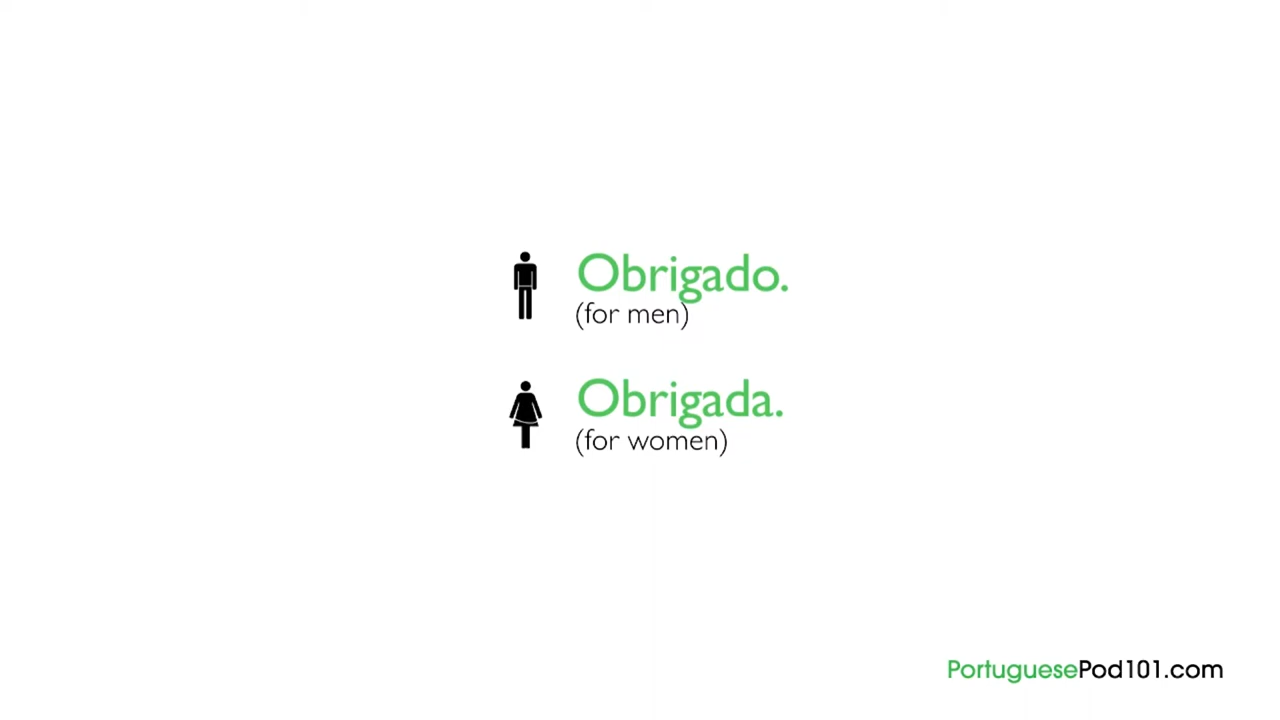 Obrigado.
(for men)
Obrigada.
(for women)
PortuguesePod101.com